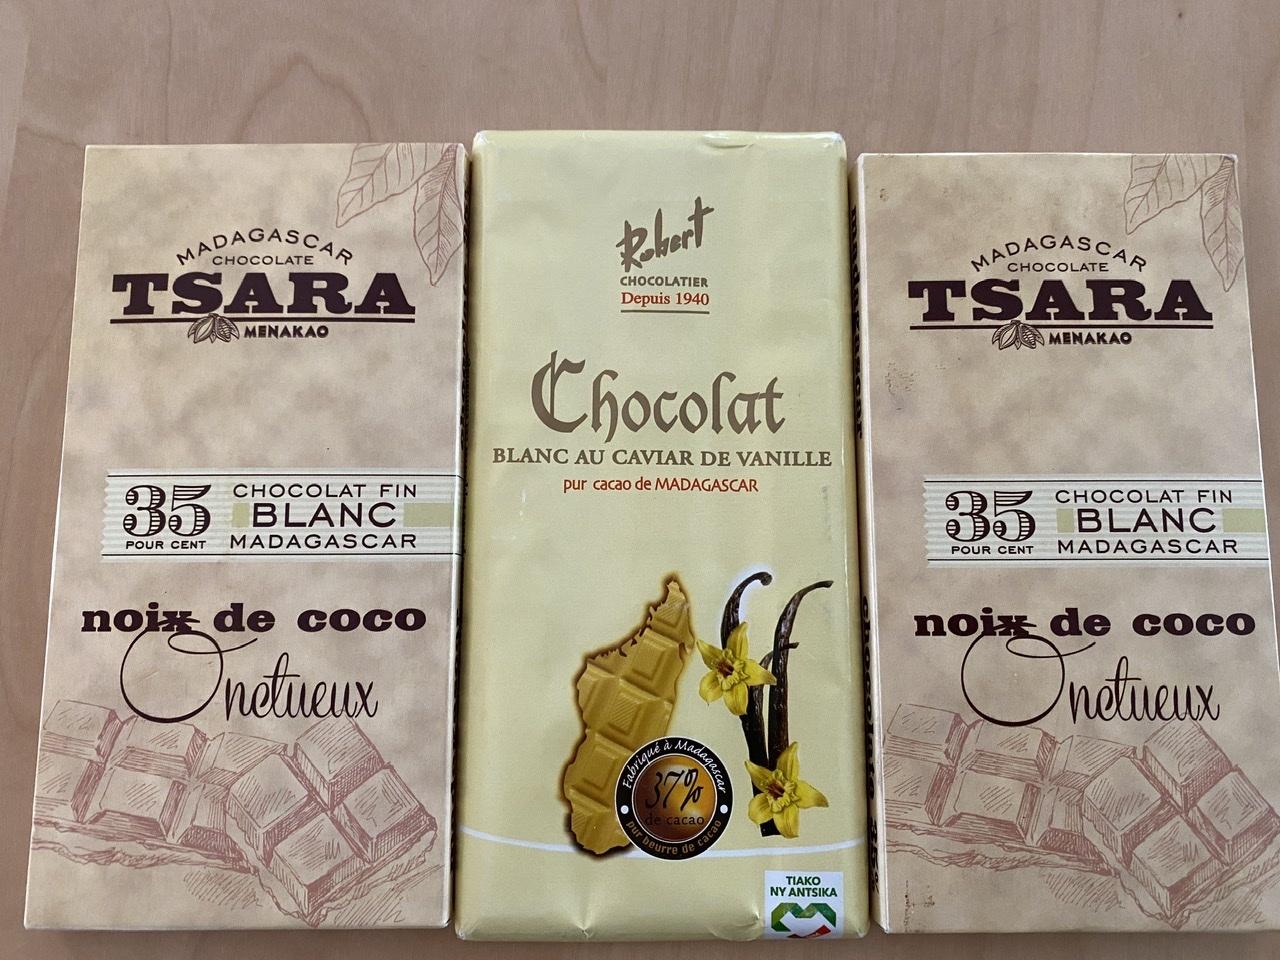 MADAGASCAR
CHOCOLATE
TSARA
MENAKAO
35
POUR CENT
CHOCOLAT FIN
BLANC
MADAGASCAR
noix de coco
Onctueux
Robert
CHOCOLATIER
Depuis 1940
Chocolat
BLANC AU CAVIAR DE VANILLE
pur cacao de MADAGASCAR
Fabriqué à Madagascar
37%
de cacao
pur beurre de cacao
TIAKO
NY ANTSIKA
MADAGASCAR
CHOCOLATE
TSARA
MENAKAO
35
POUR CENT
CHOCOLAT FIN
BLANC
MADAGASCAR
noix de coco
Onctueux